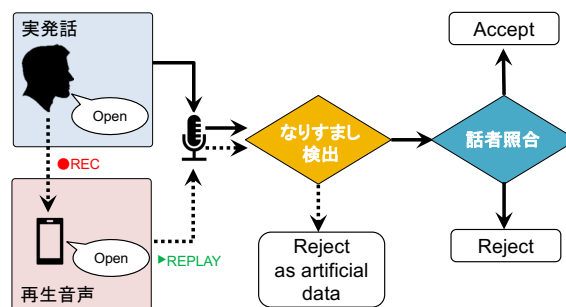 実発話
Open
●REC
Open
再生音声
▶REPLAY
なりすまし
検出
Reject
as artificial
data
Accept
話者照合
Reject